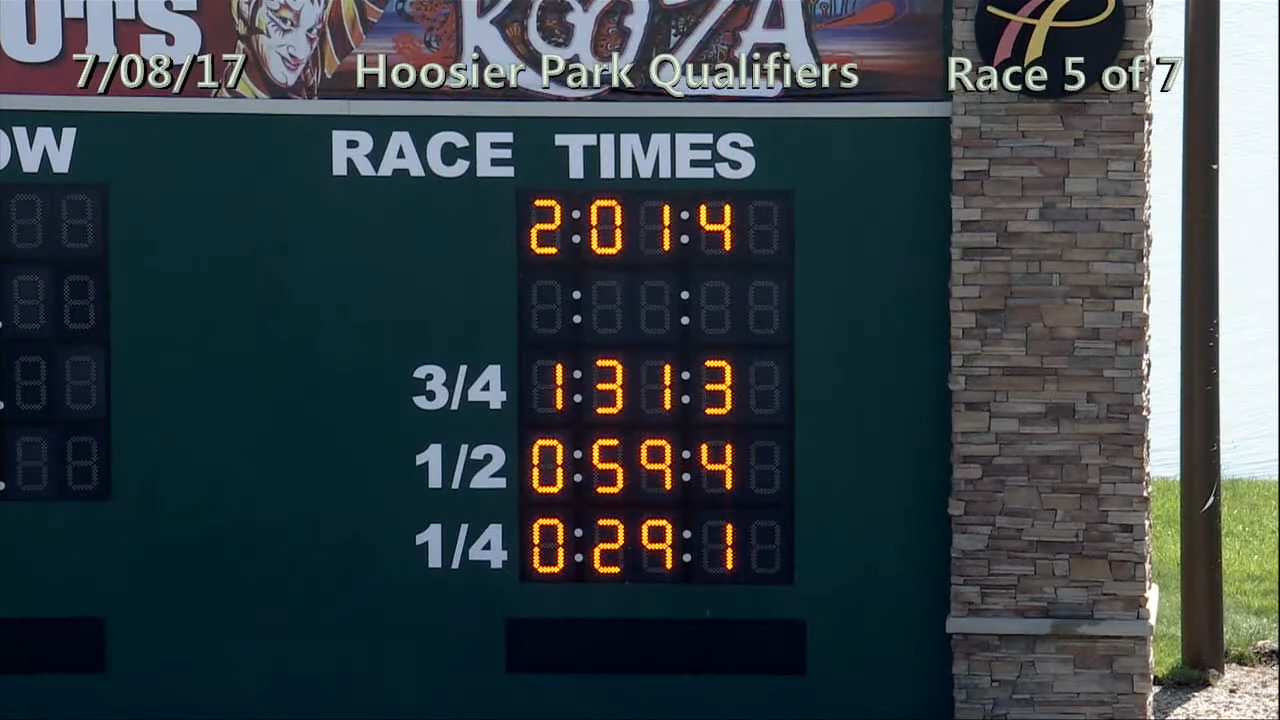 OTS
KOOZA
7/08/17 Hoosier Park Qualifiers Race 5 of 7
OW
RACE TIMES
2:01:4
3/4 1:31:3
1/2 0:59:4
1/4 0:29:1